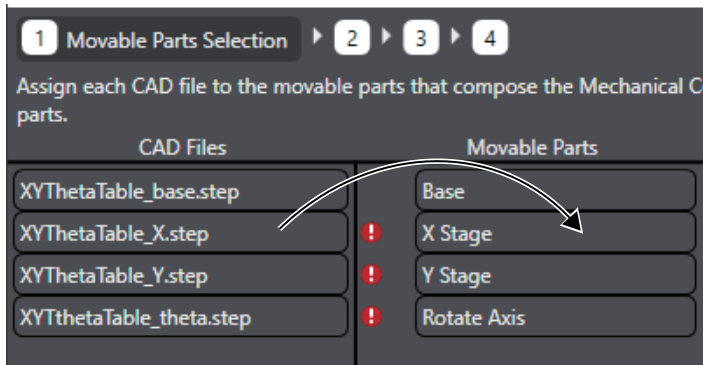 1 Movable Parts Selection 2 3 4
Assign each CAD file to the movable parts that compose the Mechanical C
parts.
CAD Files Movable Parts
XYThetaTable_base.step Base
XYThetaTable_X.step ! X Stage
XYThetaTable_Y.step ! Y Stage
XYTthetaTable_theta.step ! Rotate Axis